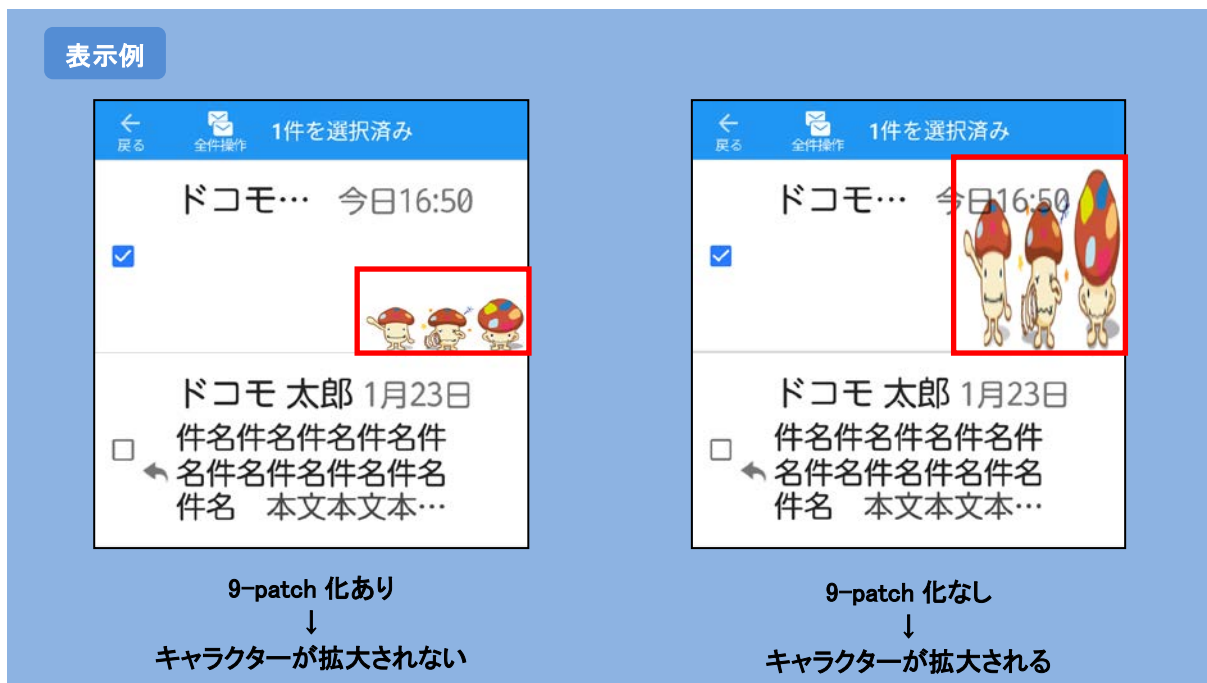 表示例
戻る
全件操作
1件を選択済み
ドコモ… 今日16:50
ドコモ 太郎 1月23日
件名件名件名件名件
名件名件名件名件名
件名 本文本文本…
9-patch 化あり
↓
キャラクターが拡大されない
戻る
全件操作
1件を選択済み
ドコモ… 今日16:50
ドコモ 太郎 1月23日
件名件名件名件名件
名件名件名件名件名
件名 本文本文本…
9-patch 化なし
↓
キャラクターが拡大される